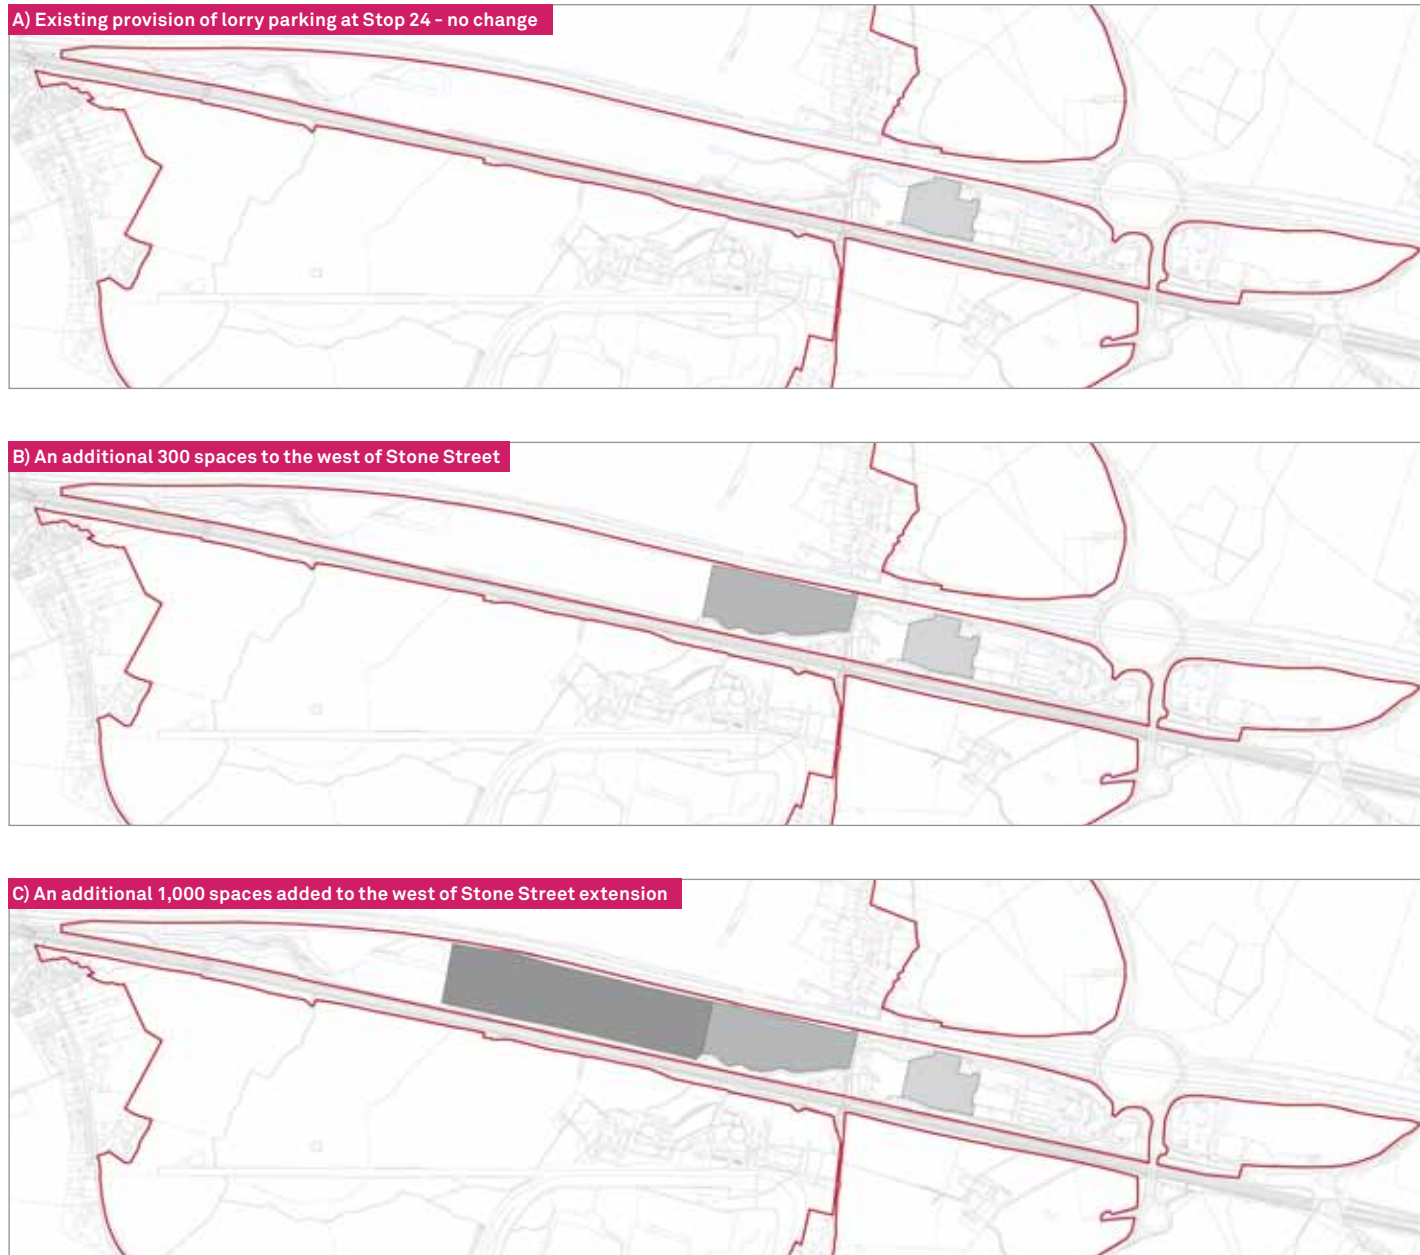 A) Existing provision of lorry parking at Stop 24 - no change
B) An additional 300 spaces to the west of Stone Street
C) An additional 1,000 spaces added to the west of Stone Street extension